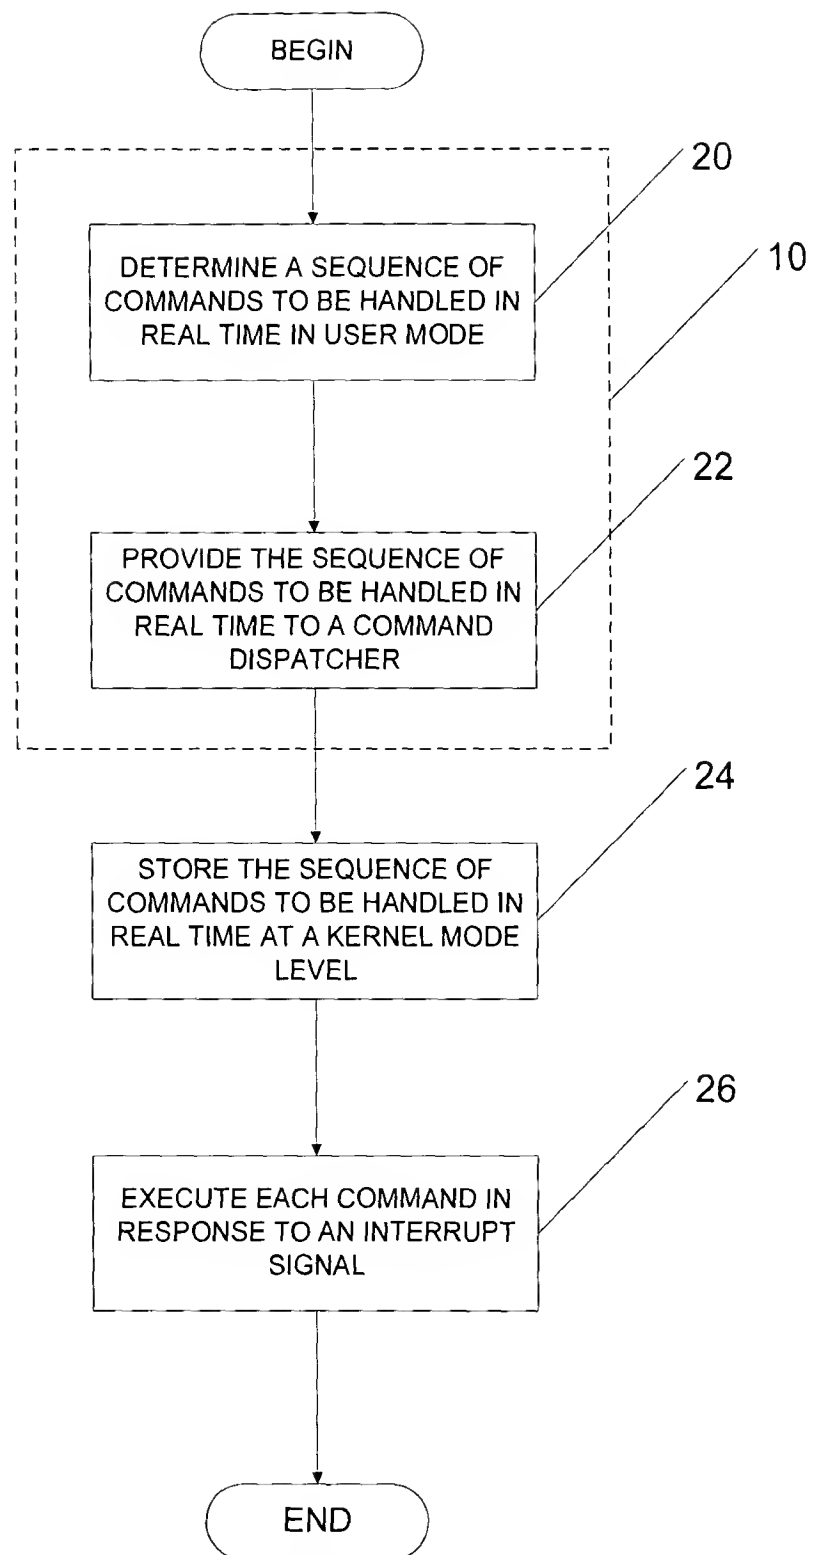 BEGIN
20
10
DETERMINE A SEQUENCE OF
COMMANDS TO BE HANDLED IN
REAL TIME IN USER MODE
22
PROVIDE THE SEQUENCE OF
COMMANDS TO BE HANDLED IN
REAL TIME TO A COMMAND
DISPATCHER
24
STORE THE SEQUENCE OF
COMMANDS TO BE HANDLED IN
REAL TIME AT A KERNEL MODE
LEVEL
26
EXECUTE EACH COMMAND IN
RESPONSE TO AN INTERRUPT
SIGNAL
END